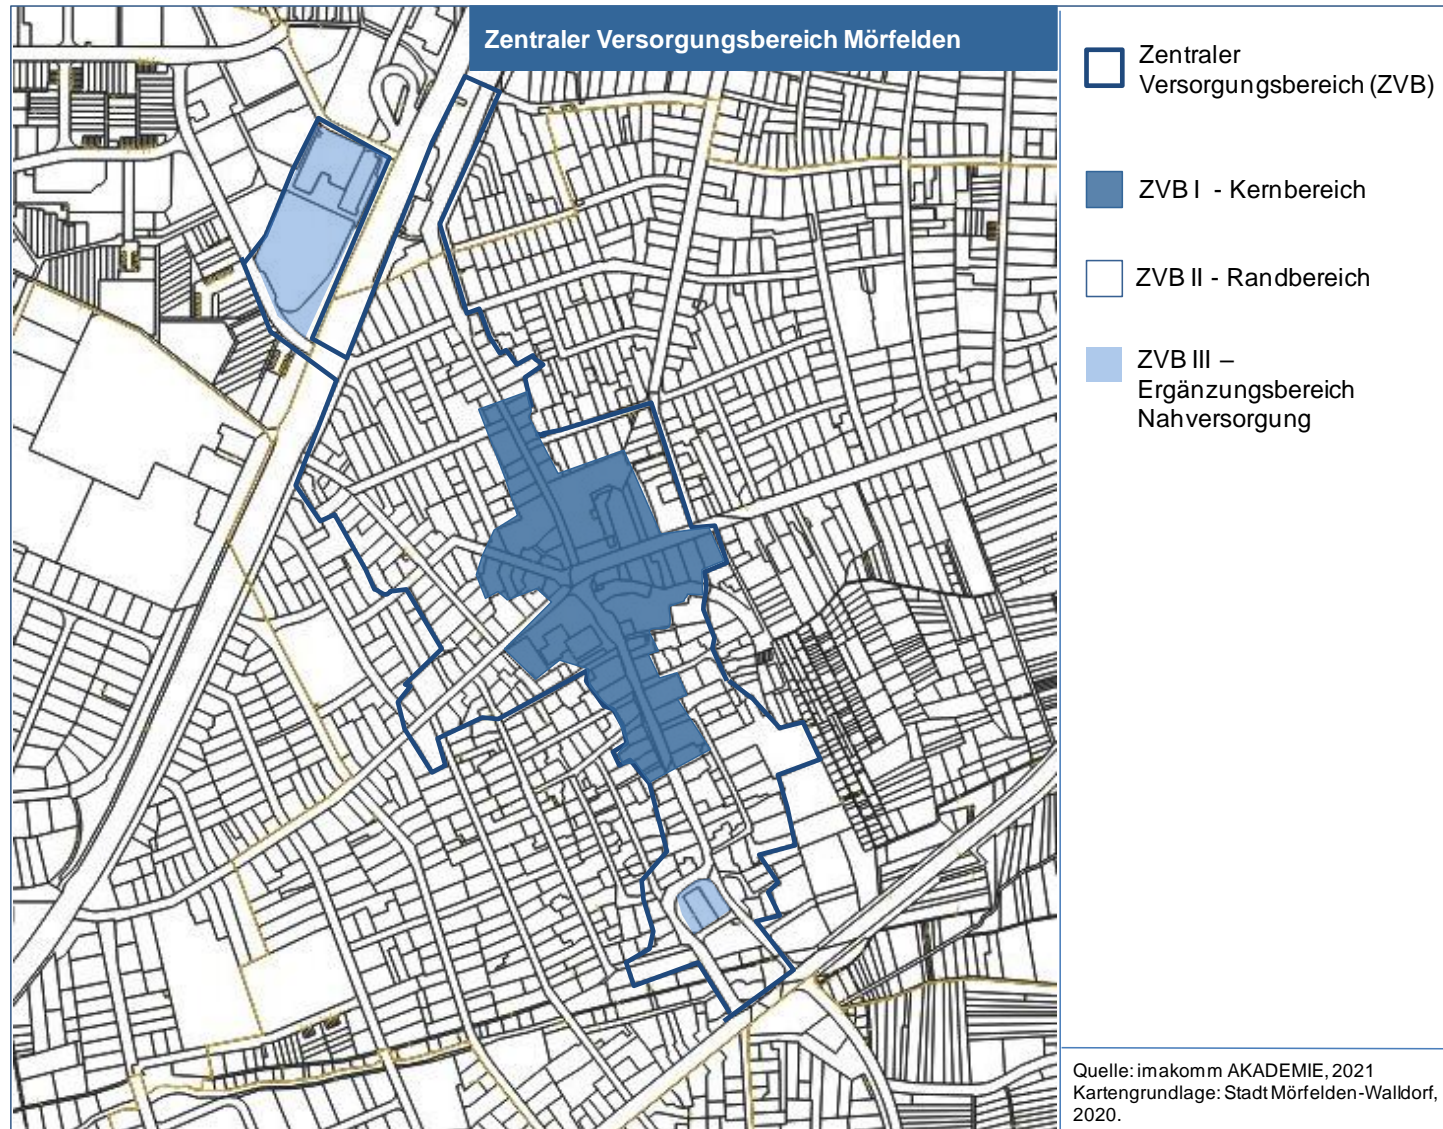 Zentraler Versorgungsbereich Mörfelden
Zentraler
Versorgungsbereich (ZVB)
ZVB I - Kernbereich
ZVB II - Randbereich
ZVB III –
Ergänzungsbereich
Nahversorgung
Quelle: imakomm AKADEMIE, 2021
Kartengrundlage: Stadt Mörfelden-Walldorf,
2020.